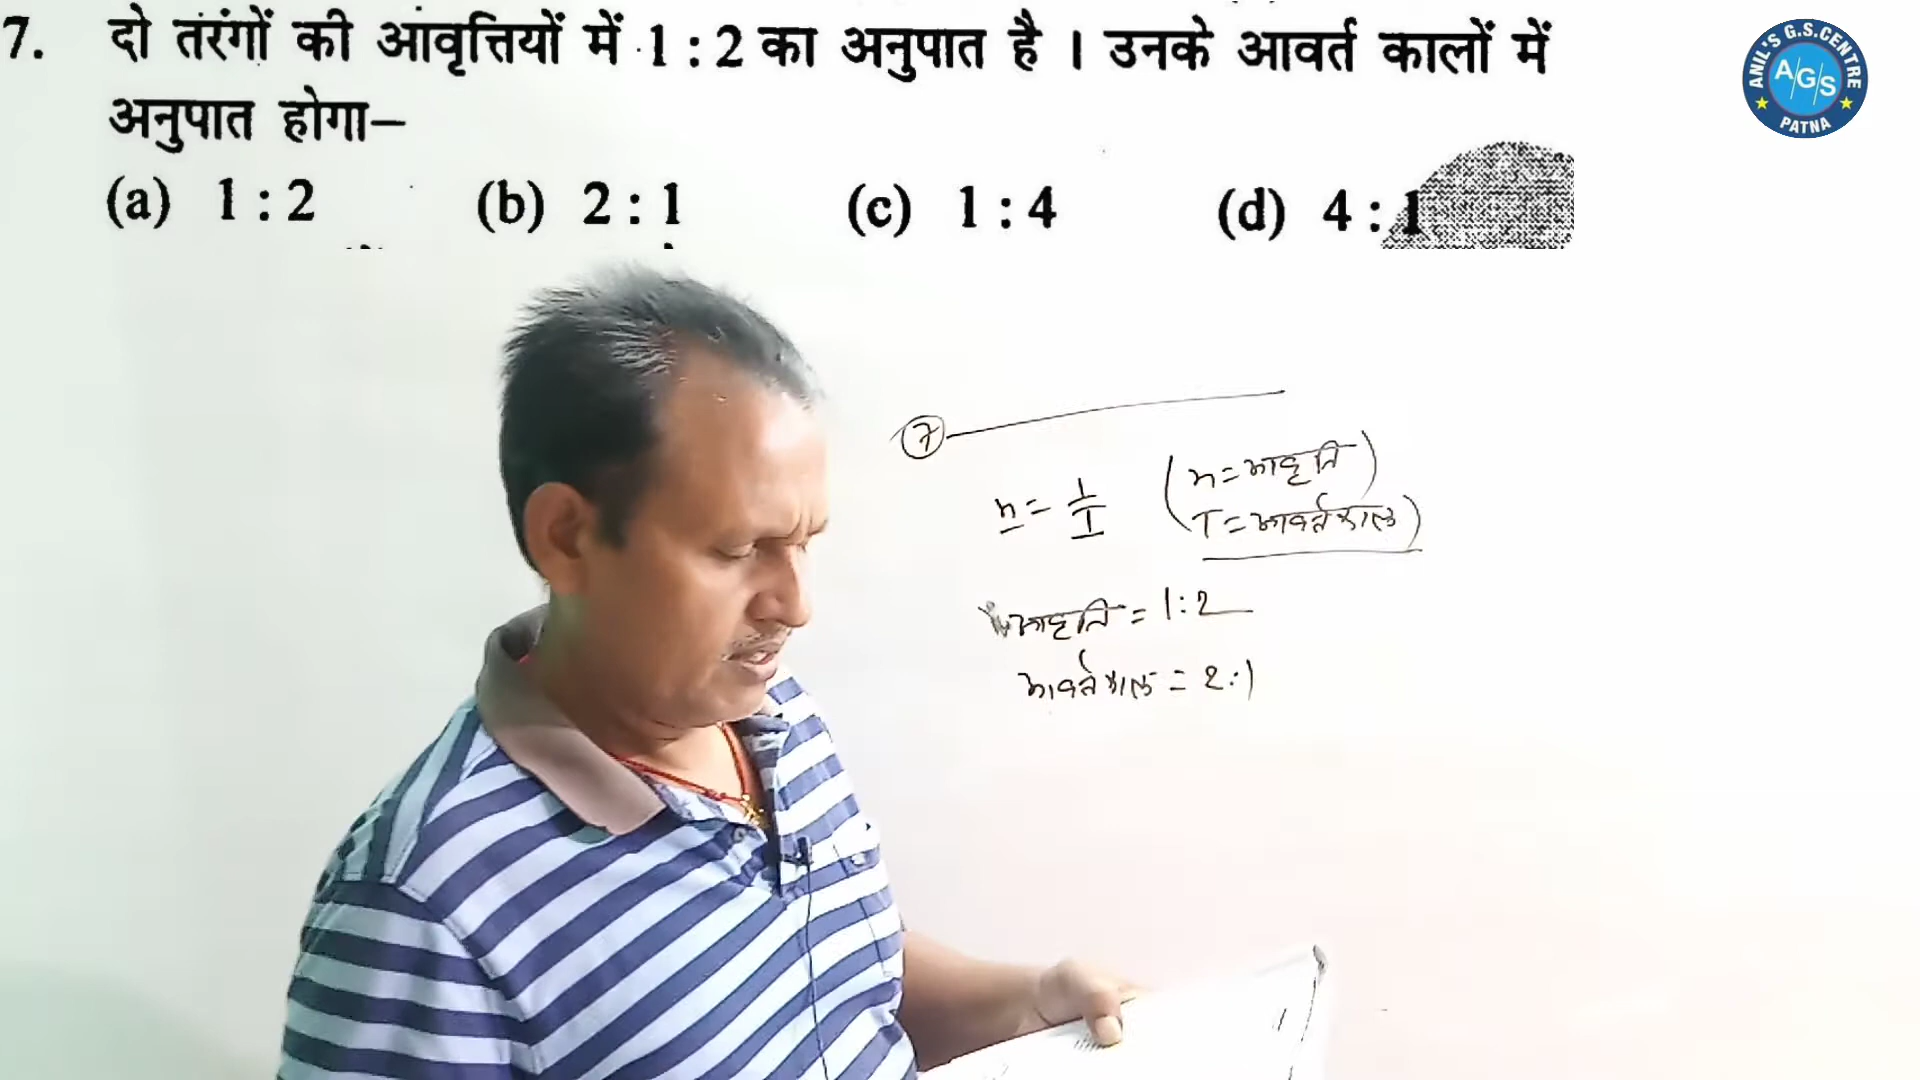 7. दो तरंगों की आवृत्तियों में 1 : 2 का अनुपात है । उनके आवर्त कालों में
अनुपात होगा–
(a) 1 : 2 (b) 2 : 1 (c) 1 : 4 (d) 4 : 1
ANIL'S G.S.CENTRE
AGS
PATNA
7
n = 1/T (n = आवृति)
(T = आवर्तकाल)
आवृति = 1:2
आवर्तकाल = 2:1